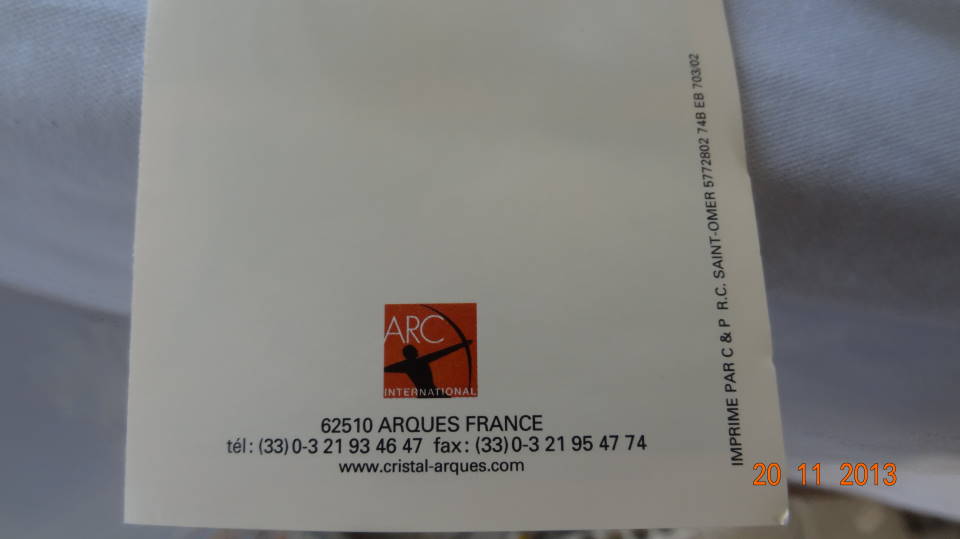 ARC
INTERNATIONAL
62510 ARQUES FRANCE
tél: (33) 0-3 21 93 46 47 fax: (33) 0-3 21 95 47 74
www.cristal-arques.com
IMPRIME PAR C & P R.C. SAINT-OMER 5772802 74B EB 703/02
20 11 2013